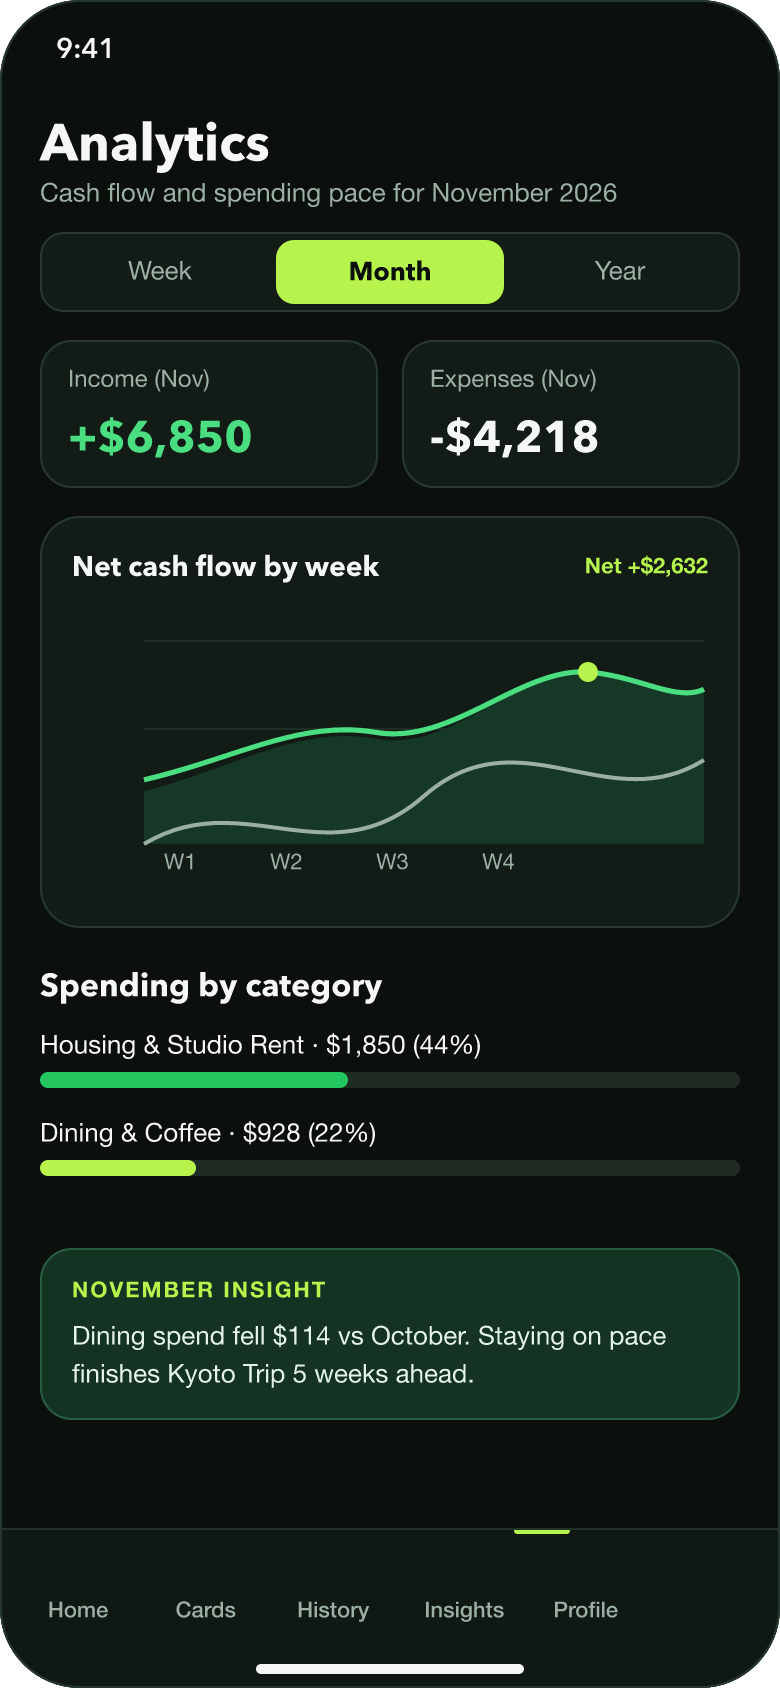 9:41
Analytics
Cash flow and spending pace for November 2026
Week Month Year
Income (Nov) Expenses (Nov)
+$6,850 -$4,218
Net cash flow by week Net +$2,632
W1 W2 W3 W4
Spending by category
Housing & Studio Rent · $1,850 (44%)
Dining & Coffee · $928 (22%)
NOVEMBER INSIGHT
Dining spend fell $114 vs October. Staying on pace
finishes Kyoto Trip 5 weeks ahead.
Home Cards History Insights Profile